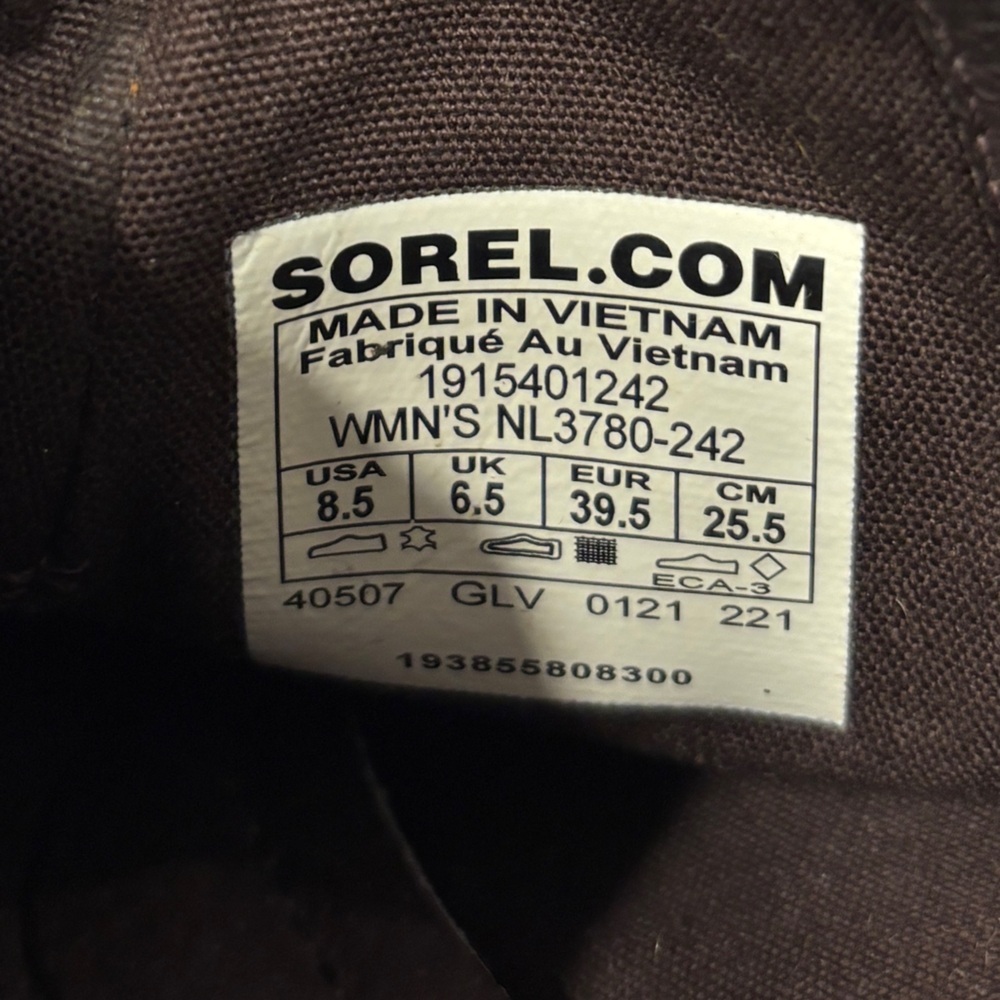 SOREL.COM
MADE IN VIETNAM
Fabriqué Au Vietnam
1915401242
WMN'S NL3780-242
USA UK EUR CM
8.5 6.5 39.5 25.5
ECA-3
40507 GLV 0121 221
193855808300